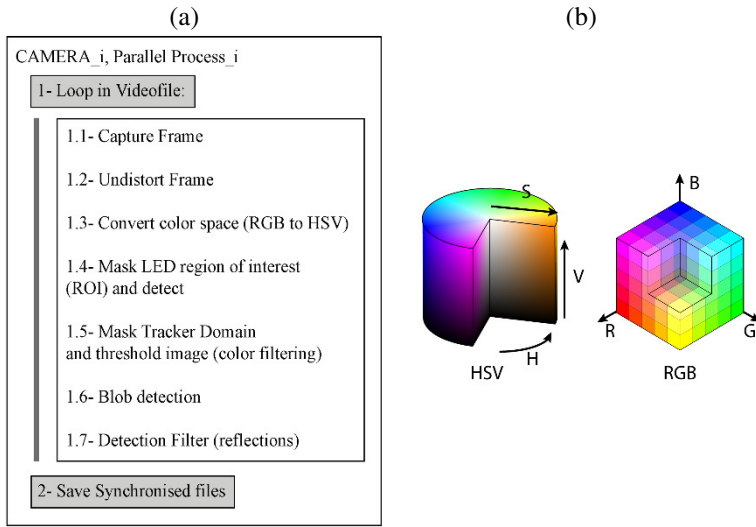 (a)
CAMERA_i, Parallel Process_i
1- Loop in Videofile:
1.1- Capture Frame
1.2- Undistort Frame
1.3- Convert color space (RGB to HSV)
1.4- Mask LED region of interest
(ROI) and detect
1.5- Mask Tracker Domain
and threshold image (color filtering)
1.6- Blob detection
1.7- Detection Filter (reflections)
2- Save Synchronised files
(b)
S
V
H
HSV
B
R
G
RGB